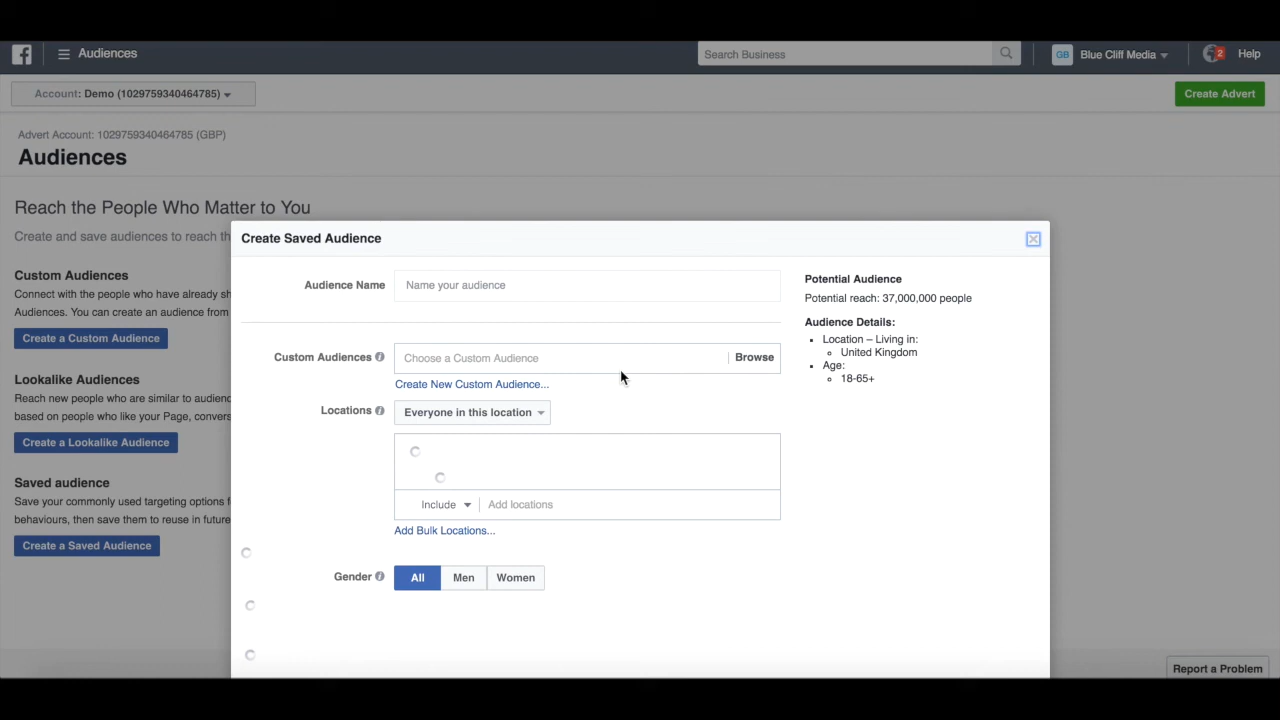 Audiences
Search Business
GB Blue Cliff Media
2
Help
Account: Demo (1029759340464785)
Create Advert
Advert Account: 1029759340464785 (GBP)
Audiences
Reach the People Who Matter to You
Create and save audiences to reach th
Custom Audiences
Connect with the people who have already sh
Audiences. You can create an audience from
Create a Custom Audience
Lookalike Audiences
Reach new people who are similar to audienc
based on people who like your Page, convers
Create a Lookalike Audience
Saved audience
Save your commonly used targeting options f
behaviours, then save them to reuse in future
Create a Saved Audience
Create Saved Audience
Audience Name
Name your audience
Custom Audiences
Choose a Custom Audience
Browse
Create New Custom Audience...
Locations
Everyone in this location
Include
Add locations
Add Bulk Locations...
Gender
All
Men
Women
Potential Audience
Potential reach: 37,000,000 people
Audience Details:
Location – Living in:
United Kingdom
Age:
18-65+
Report a Problem